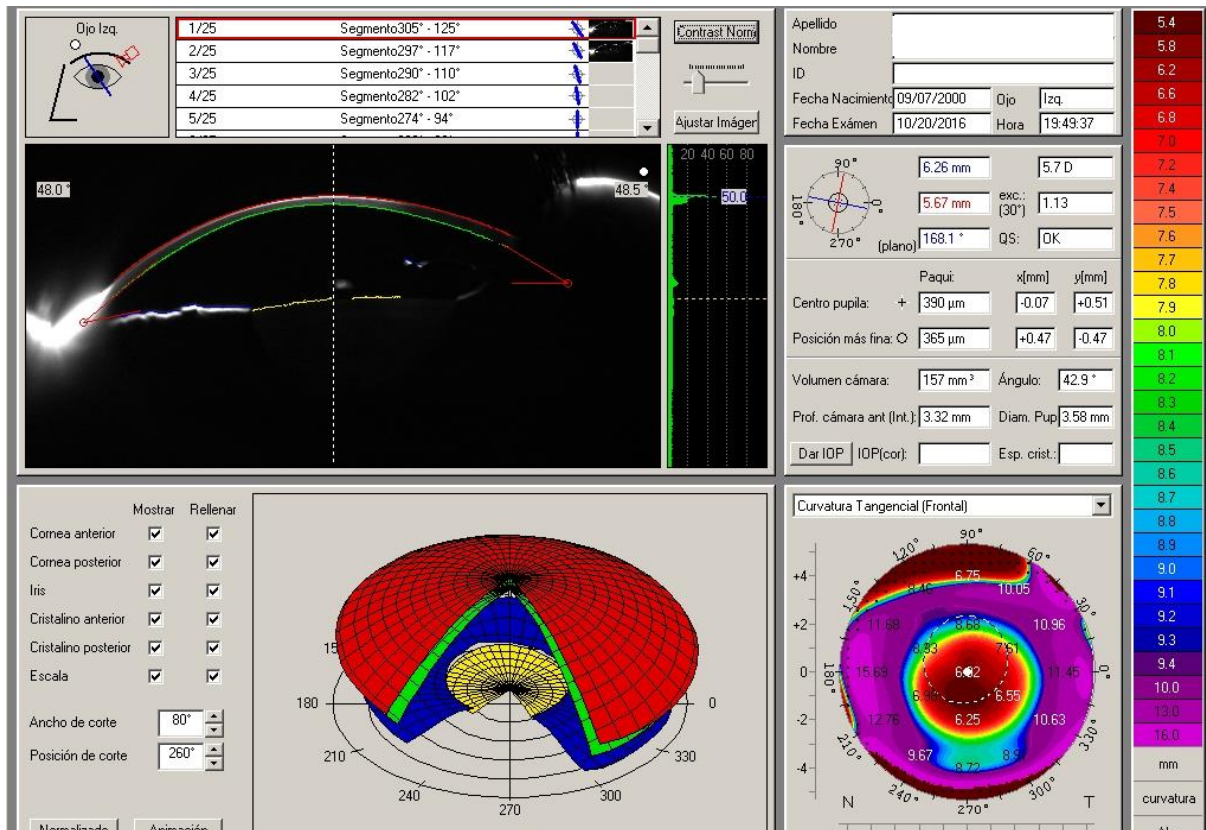 Ojo Izq.
1/25 Segmento305° - 125°
2/25 Segmento297° - 117°
3/25 Segmento290° - 110°
4/25 Segmento282° - 102°
5/25 Segmento274° - 94°
Contrast Normi
Ajustar Imáger
48.0 °
48.5 °
20 40 60 80
50.0
Apellido
Nombre
ID
Fecha Nacimiento 09/07/2000 Ojo Izq.
Fecha Exámen 10/20/2016 Hora 19:49:37
90°
180°
0°
270°
(plano)
6.26 mm 5.7 D
5.67 mm exc.: (30°) 1.13
168.1 ° QS: OK
Paqui: x[mm] y[mm]
Centro pupila: + 390 µm -0.07 +0.51
Posición más fina: O 365 µm +0.47 -0.47
Volumen cámara: 157 mm³ Ángulo: 42.9 °
Prof. cámara ant (Int.): 3.32 mm Diam. Pup 3.58 mm
Dar IOP IOP(cor): Esp. crist.:
Mostrar Rellenar
Cornea anterior
Cornea posterior
Iris
Cristalino anterior
Cristalino posterior
Escala
Ancho de corte 80°
Posición de corte 260°
Normalizado Animación
180
0
210
330
240
300
270
Curvatura Tangencial (Frontal)
90°
120° 60°
150° 30°
180° 0°
210° 330°
240° 300°
270°
+4
+2
0
-2
-4
6.75
8.46 10.05
11.68 8.68 10.96
8.93 7.61
15.69 11.45
6.55
12.76 6.25 10.63
9.67
8.72
N T
5.4
5.8
6.2
6.6
6.8
7.0
7.2
7.4
7.5
7.6
7.7
7.8
7.9
8.0
8.1
8.2
8.3
8.4
8.5
8.6
8.7
8.8
8.9
9.0
9.1
9.2
9.3
9.4
10.0
13.0
16.0
mm
curvatura